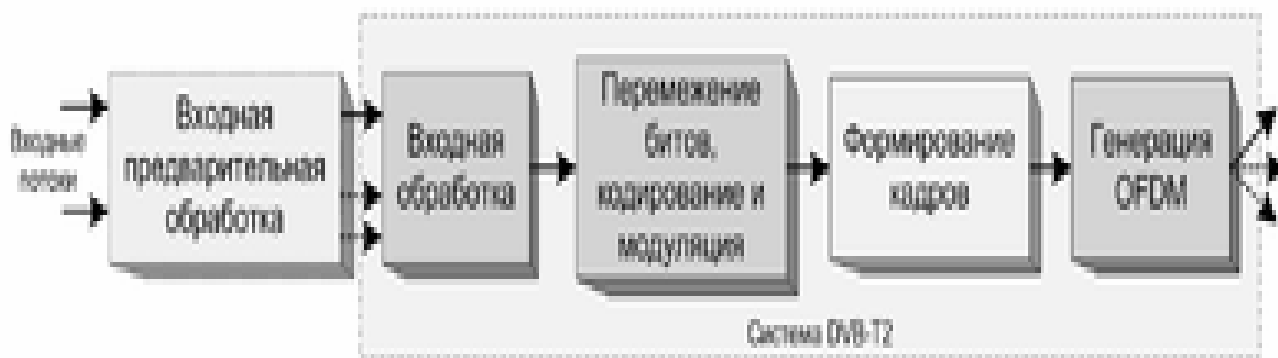 Входные
потоки
Входная
предварительная
обработка
Входная
обработка
Перемежение
битов,
кодирование и
модуляция
Формирование
кадров
Генерация
OFDM
Система DVB-T2